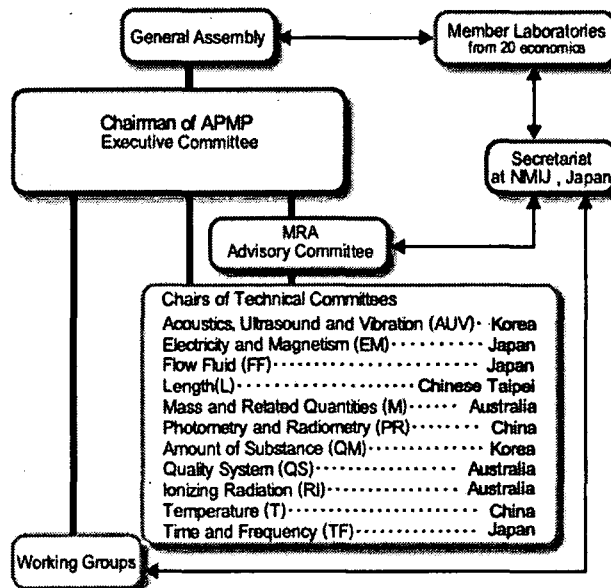 General Assembly
Member Laboratories
from 20 economics
Chairman of APMP
Executive Committee
Secretariat
at NMIJ , Japan
MRA
Advisory Committee
Chairs of Technical Committees
Acoustics, Ultrasound and Vibration (AUV) · Korea
Electricity and Magnetism (EM) ············ Japan
Flow Fluid (FF) ···························· Japan
Length(L) ························ Chinese Taipei
Mass and Related Quantities (M) ······ Australia
Photometry and Radiometry (PR) ········ China
Amount of Substance (QM) ·············· Korea
Quality System (QS) ··················· Australia
Ionizing Radiation (RI) ················· Australia
Temperature (T) ·························· China
Time and Frequency (TF) ··············· Japan
Working Groups